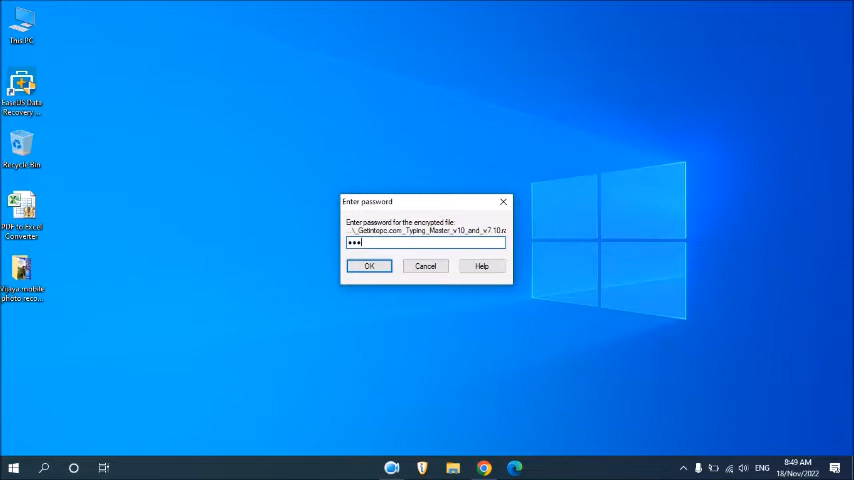 This PC
EaseUS Data
Recovery ...
Recycle Bin
PDF to Excel
Converter
Vijaya mobile
photo reco...
Enter password
Enter password for the encrypted file:
...\_Getintopc.com_Typing_Master_v10_and_v7.10.ra
•••
OK
Cancel
Help
ENG
8:49 AM
18/Nov/2022